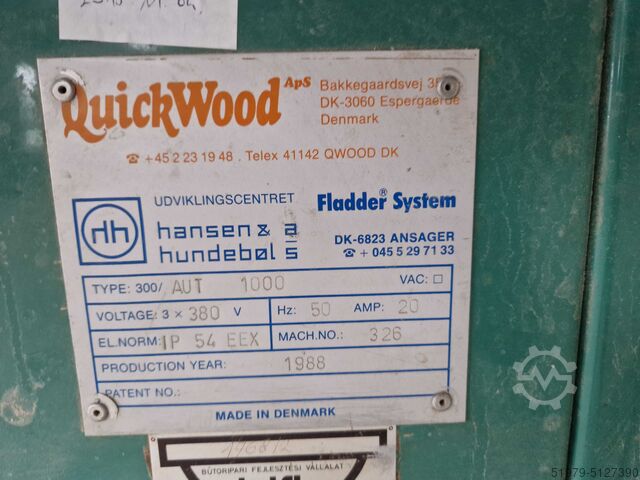 QuickWood ApS
Bakkegaardsvej
DK-3060 Espergaerde
Denmark
☎ +45 2 23 19 48 . Telex 41142 QWOOD DK
UDVIKLINGSCENTRET
hh hansen & a
hundebøl s
Fladder® System
DK-6823 ANSAGER
☎ + 045 5 29 71 33
TYPE: 300/ AUT 1000 VAC: □
VOLTAGE: 3 × 380 V Hz: 50 AMP: 20
EL.NORM: IP 54 EEX MACH.NO.: 326
PRODUCTION YEAR: 1988
PATENT NO.:
MADE IN DENMARK
BÚTORIPARI FEJLESZTÉSI VÁLLALAT
51979-5127390